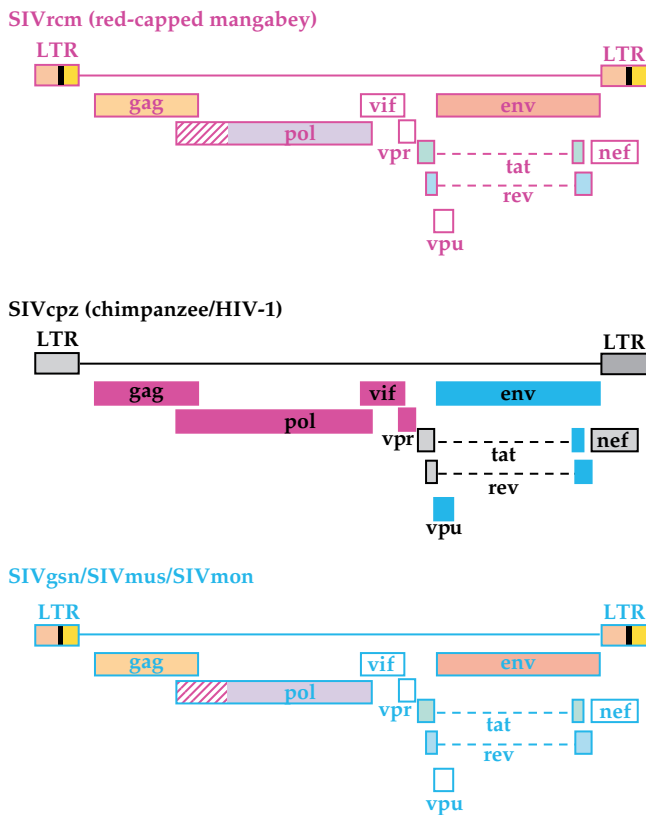 SIVrcm (red-capped mangabey)
LTR LTR
gag vif env
pol
vpr nef
tat
rev
vpu
SIVcpz (chimpanzee/HIV-1)
LTR LTR
gag vif env
pol
vpr nef
tat
rev
vpu
SIVgsn/SIVmus/SIVmon
LTR LTR
gag vif env
pol
vpr nef
tat
rev
vpu